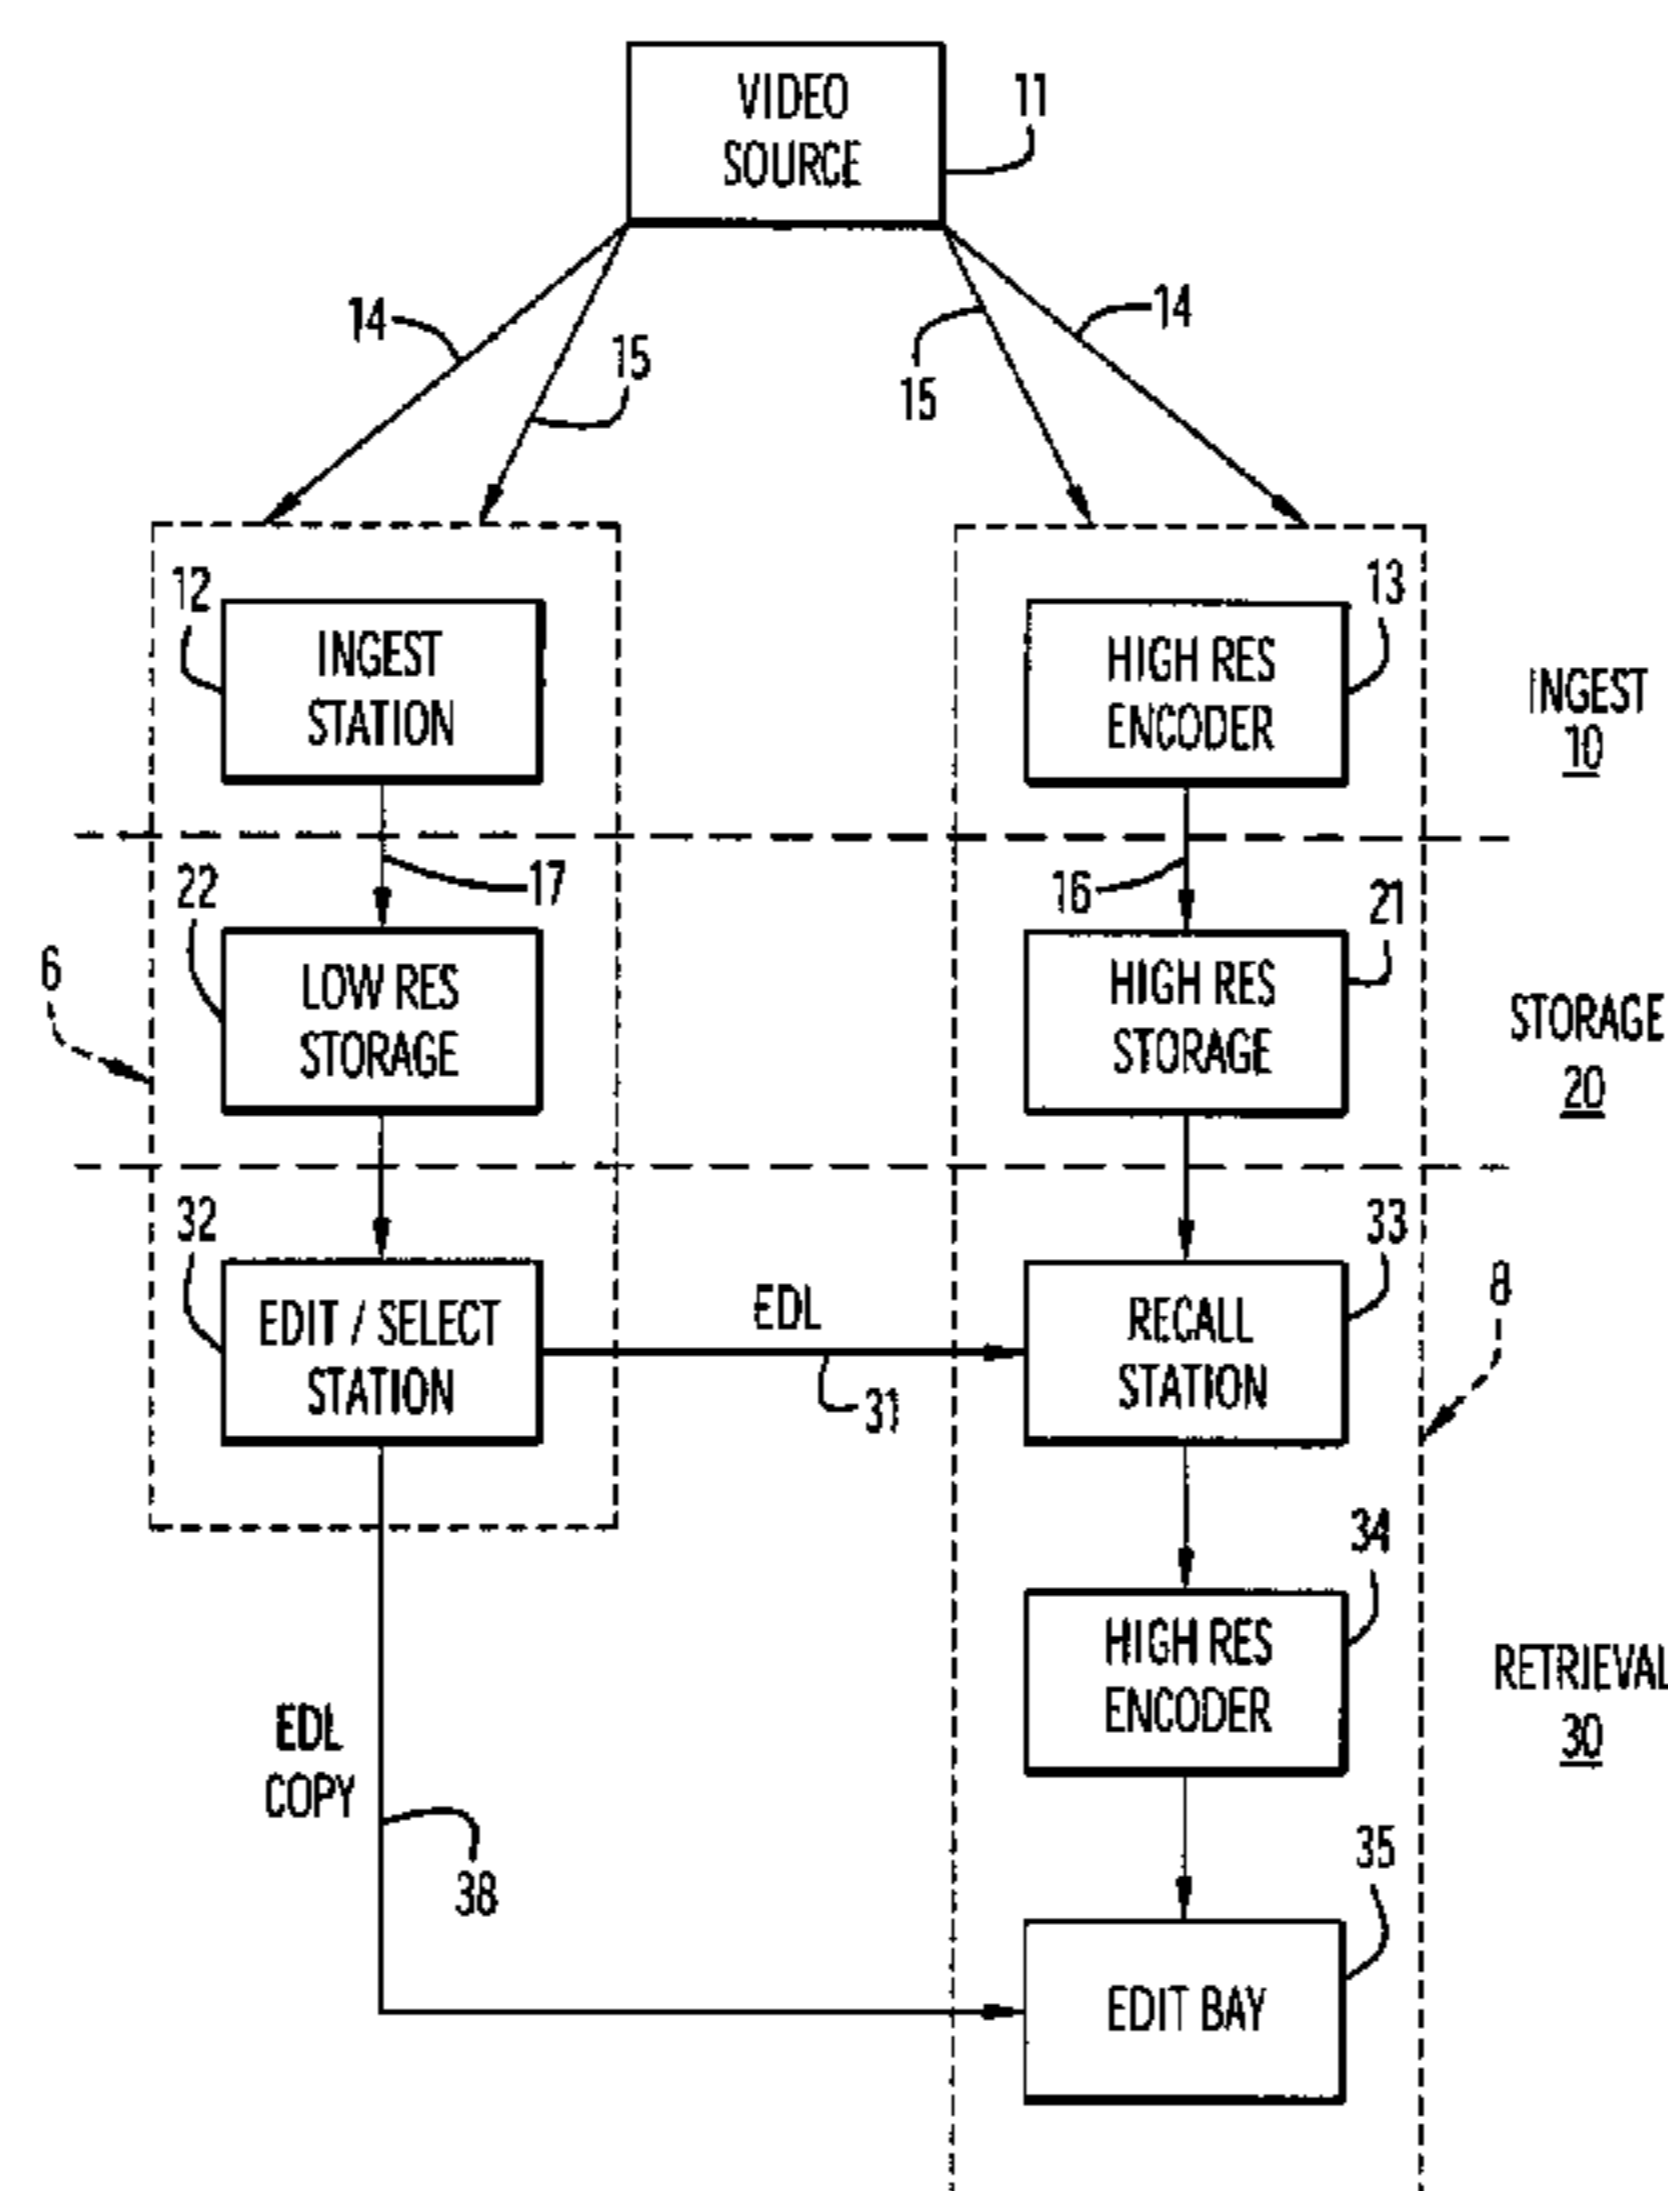 VIDEO
SOURCE
11
14
15
15
14
12
INGEST
STATION
HIGH RES
ENCODER
13
INGEST
10
17
16
22
LOW RES
STORAGE
HIGH RES
STORAGE
21
6
STORAGE
20
32
EDIT / SELECT
STATION
EDL
31
RECALL
STATION
33
8
34
HIGH RES
ENCODER
RETRIEVAL
30
EDL
COPY
38
35
EDIT BAY